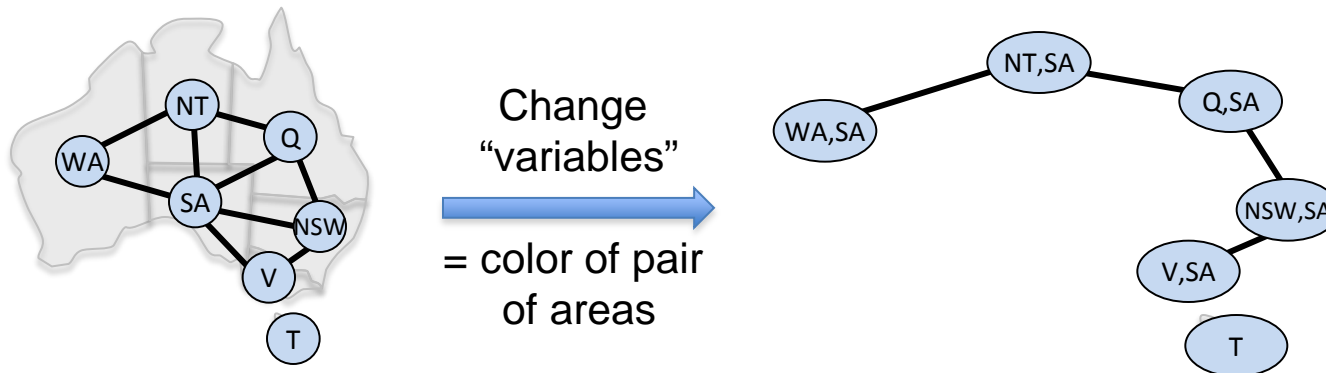 NT
Q
WA
SA
NSW
V
T
Change
“variables”
= color of pair
of areas
NT,SA
Q,SA
WA,SA
NSW,SA
V,SA
T